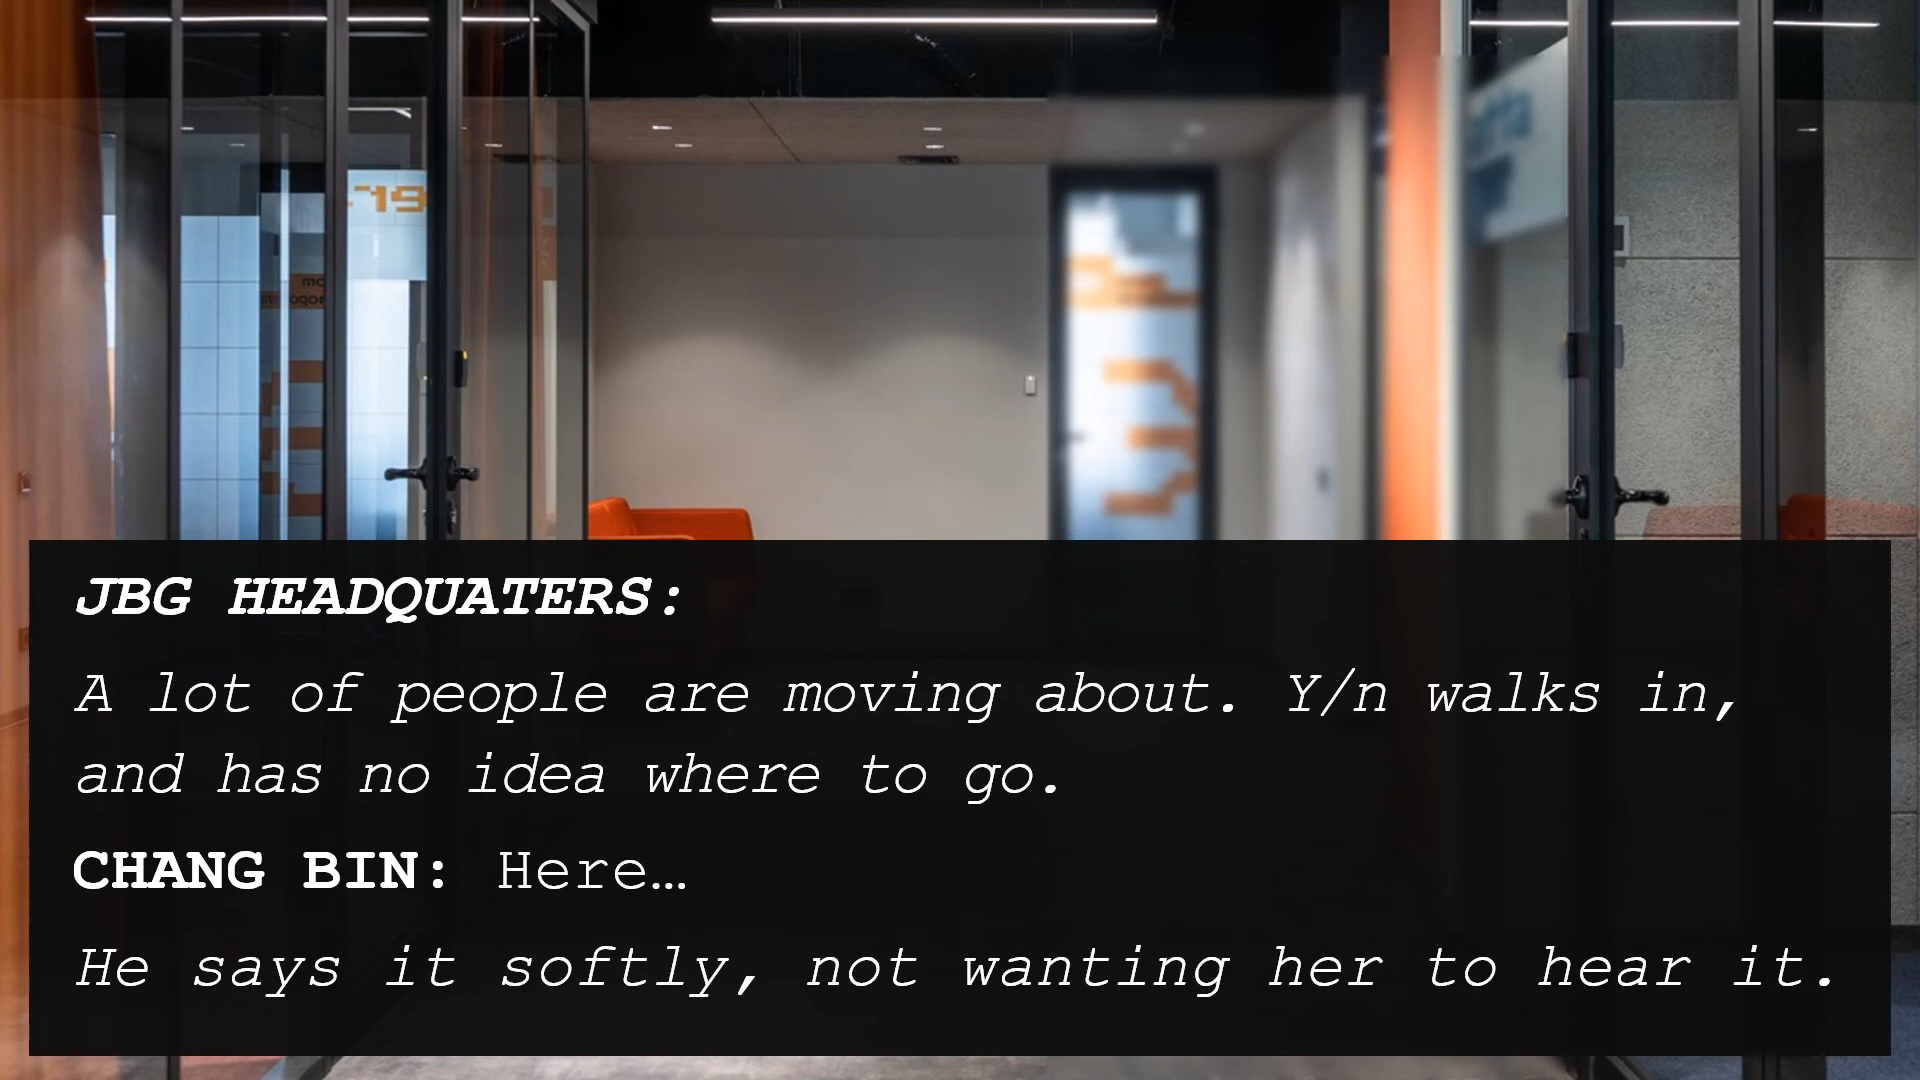 JBG HEADQUATERS:
A lot of people are moving about. Y/n walks in,
and has no idea where to go.
CHANG BIN: Here…
He says it softly, not wanting her to hear it.